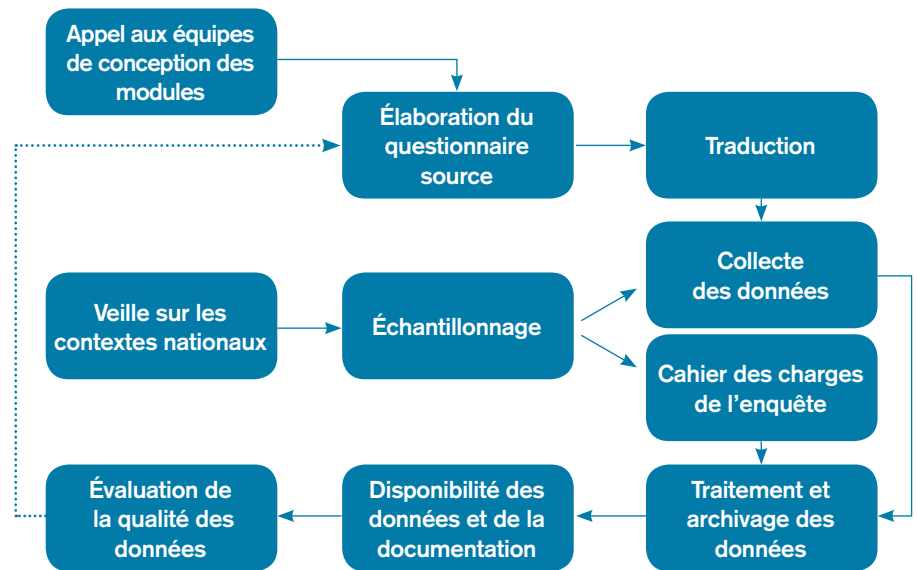 Appel aux équipes
de conception des
modules
Élaboration du
questionnaire
source
Traduction
Collecte
des données
Veille sur les
contextes nationaux
Échantillonnage
Cahier des charges
de l’enquête
Évaluation de
la qualité des
données
Disponibilité des
données et de la
documentation
Traitement et
archivage des
données